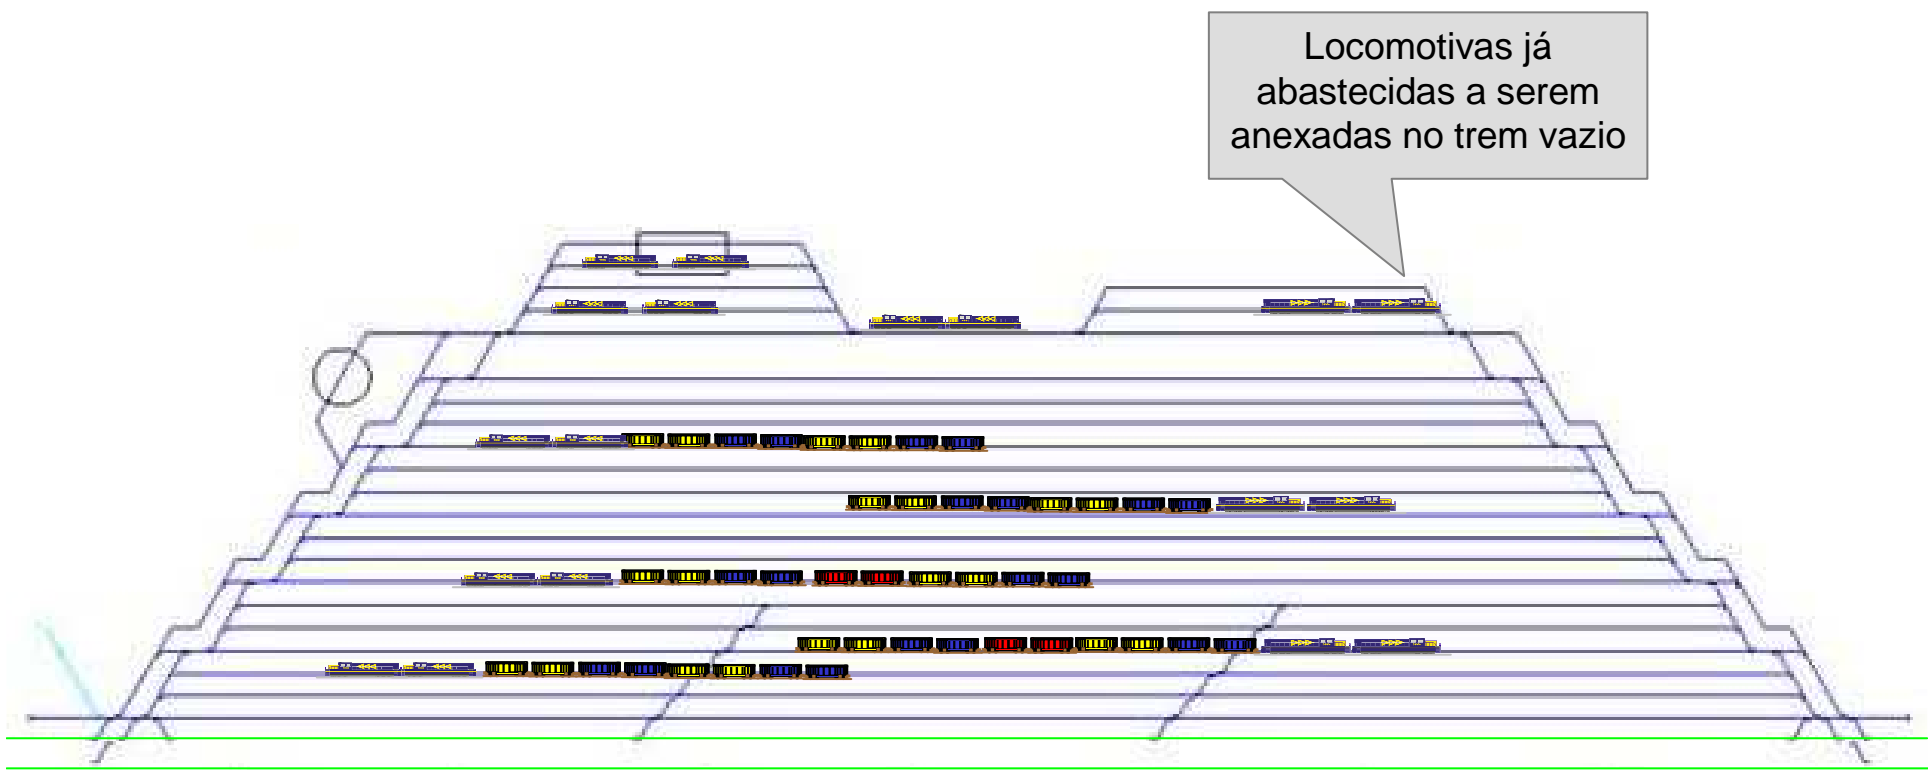 Locomotivas já
abastecidas a serem
anexadas no trem vazio